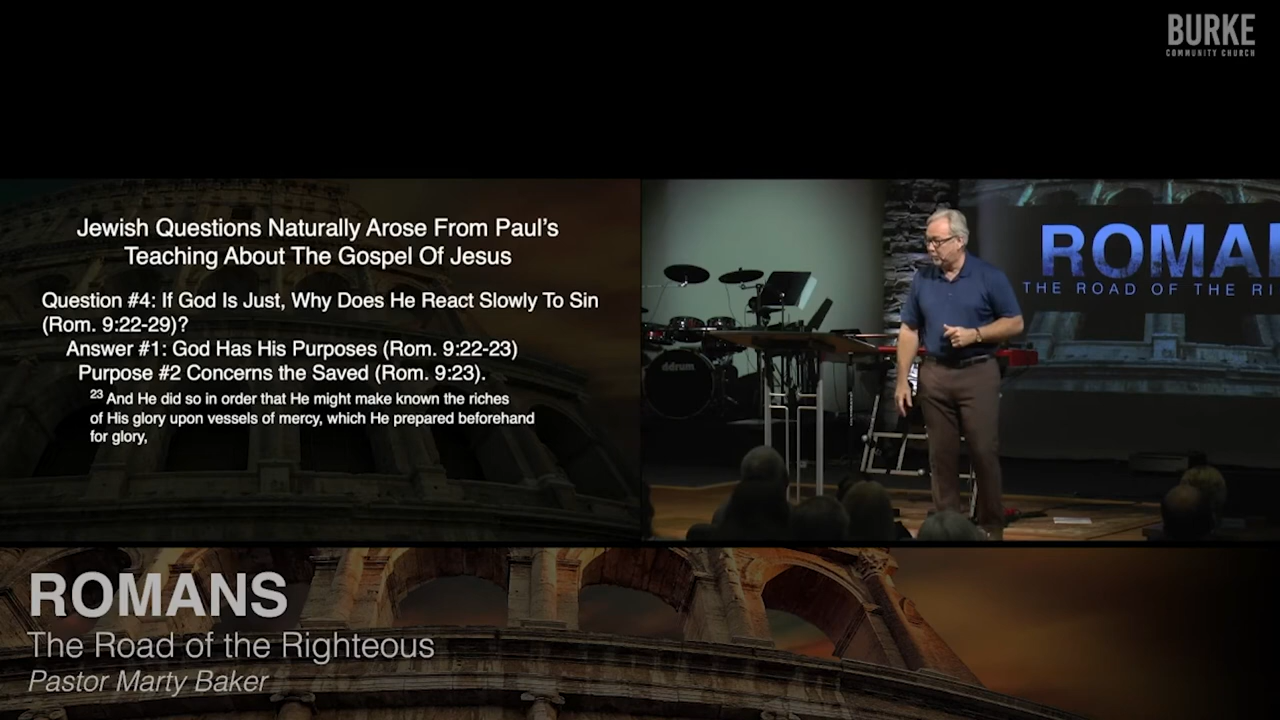 BURKE
COMMUNITY CHURCH
Jewish Questions Naturally Arose From Paul’s
Teaching About The Gospel Of Jesus
Question #4: If God Is Just, Why Does He React Slowly To Sin
(Rom. 9:22-29)?
Answer #1: God Has His Purposes (Rom. 9:22-23)
Purpose #2 Concerns the Saved (Rom. 9:23).
23 And He did so in order that He might make known the riches
of His glory upon vessels of mercy, which He prepared beforehand
for glory,
ROMA
THE ROAD OF THE RI
ddrum
ROMANS
The Road of the Righteous
Pastor Marty Baker